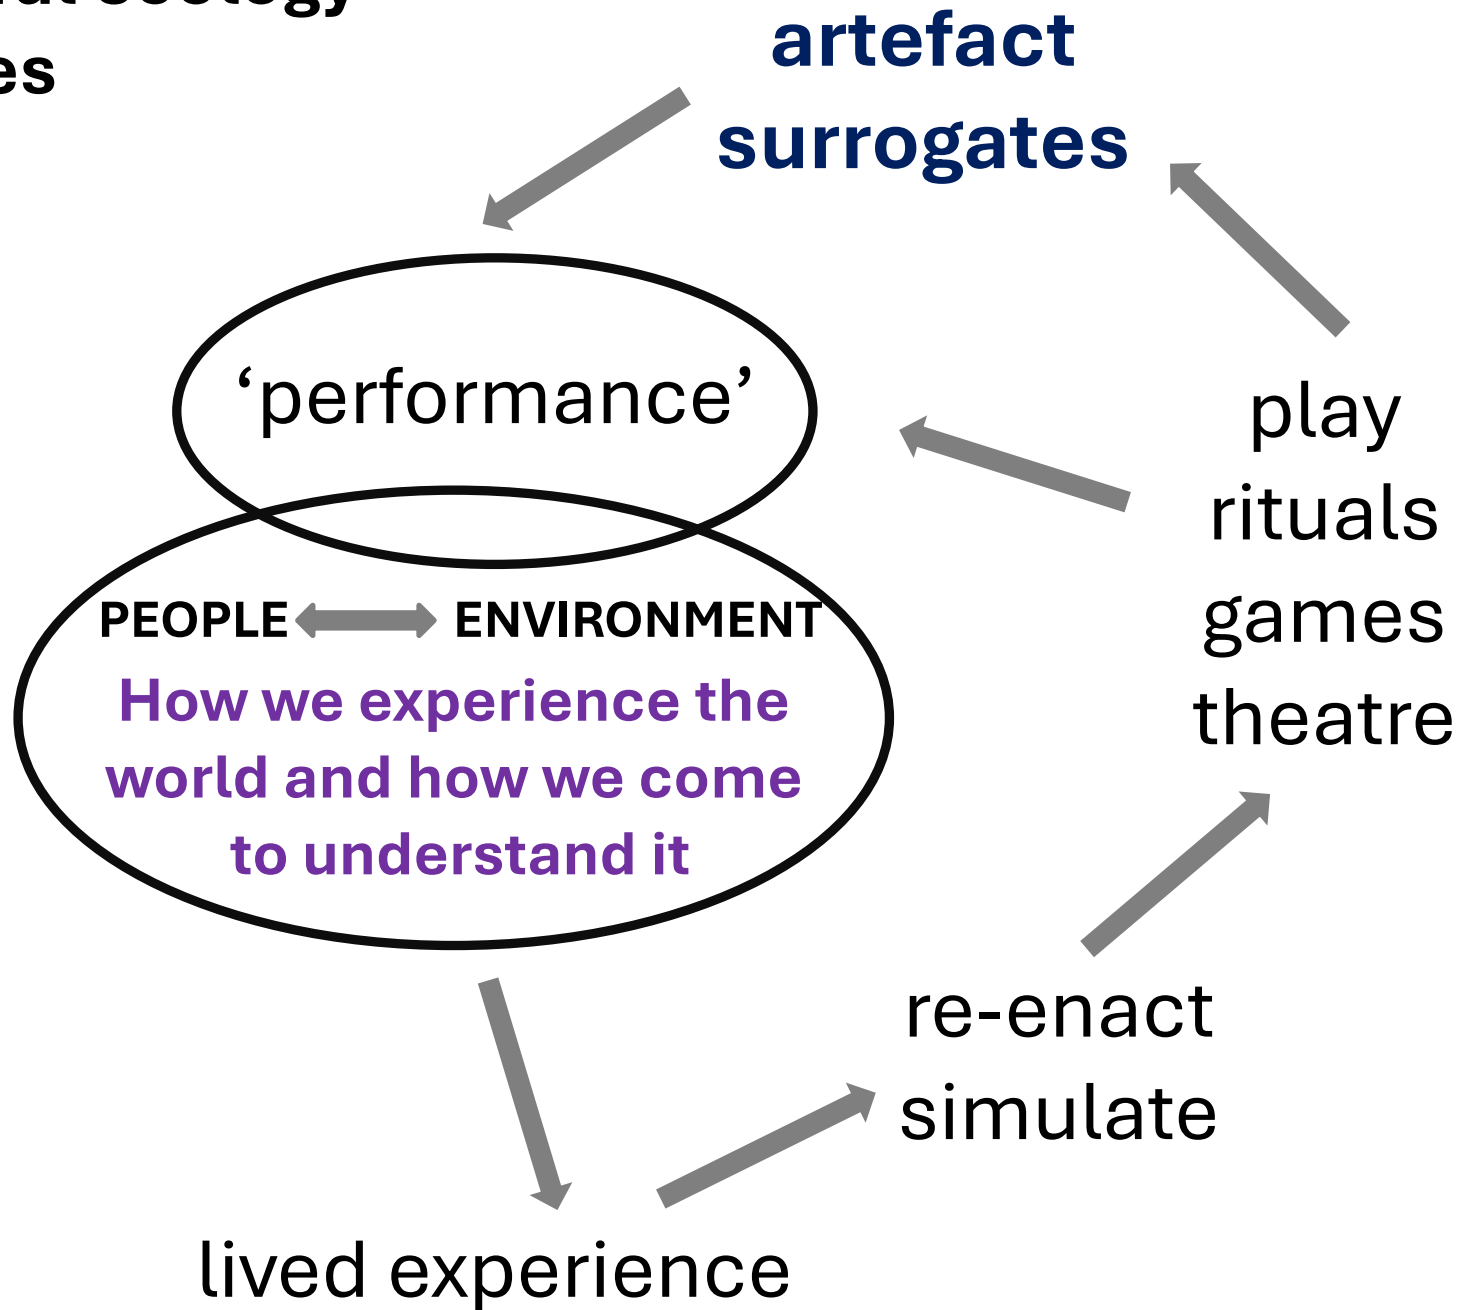 ecology
artefact
surrogates
‘performance’
PEOPLE ENVIRONMENT
How we experience the
world and how we come
to understand it
play
rituals
games
theatre
re-enact
simulate
lived experience